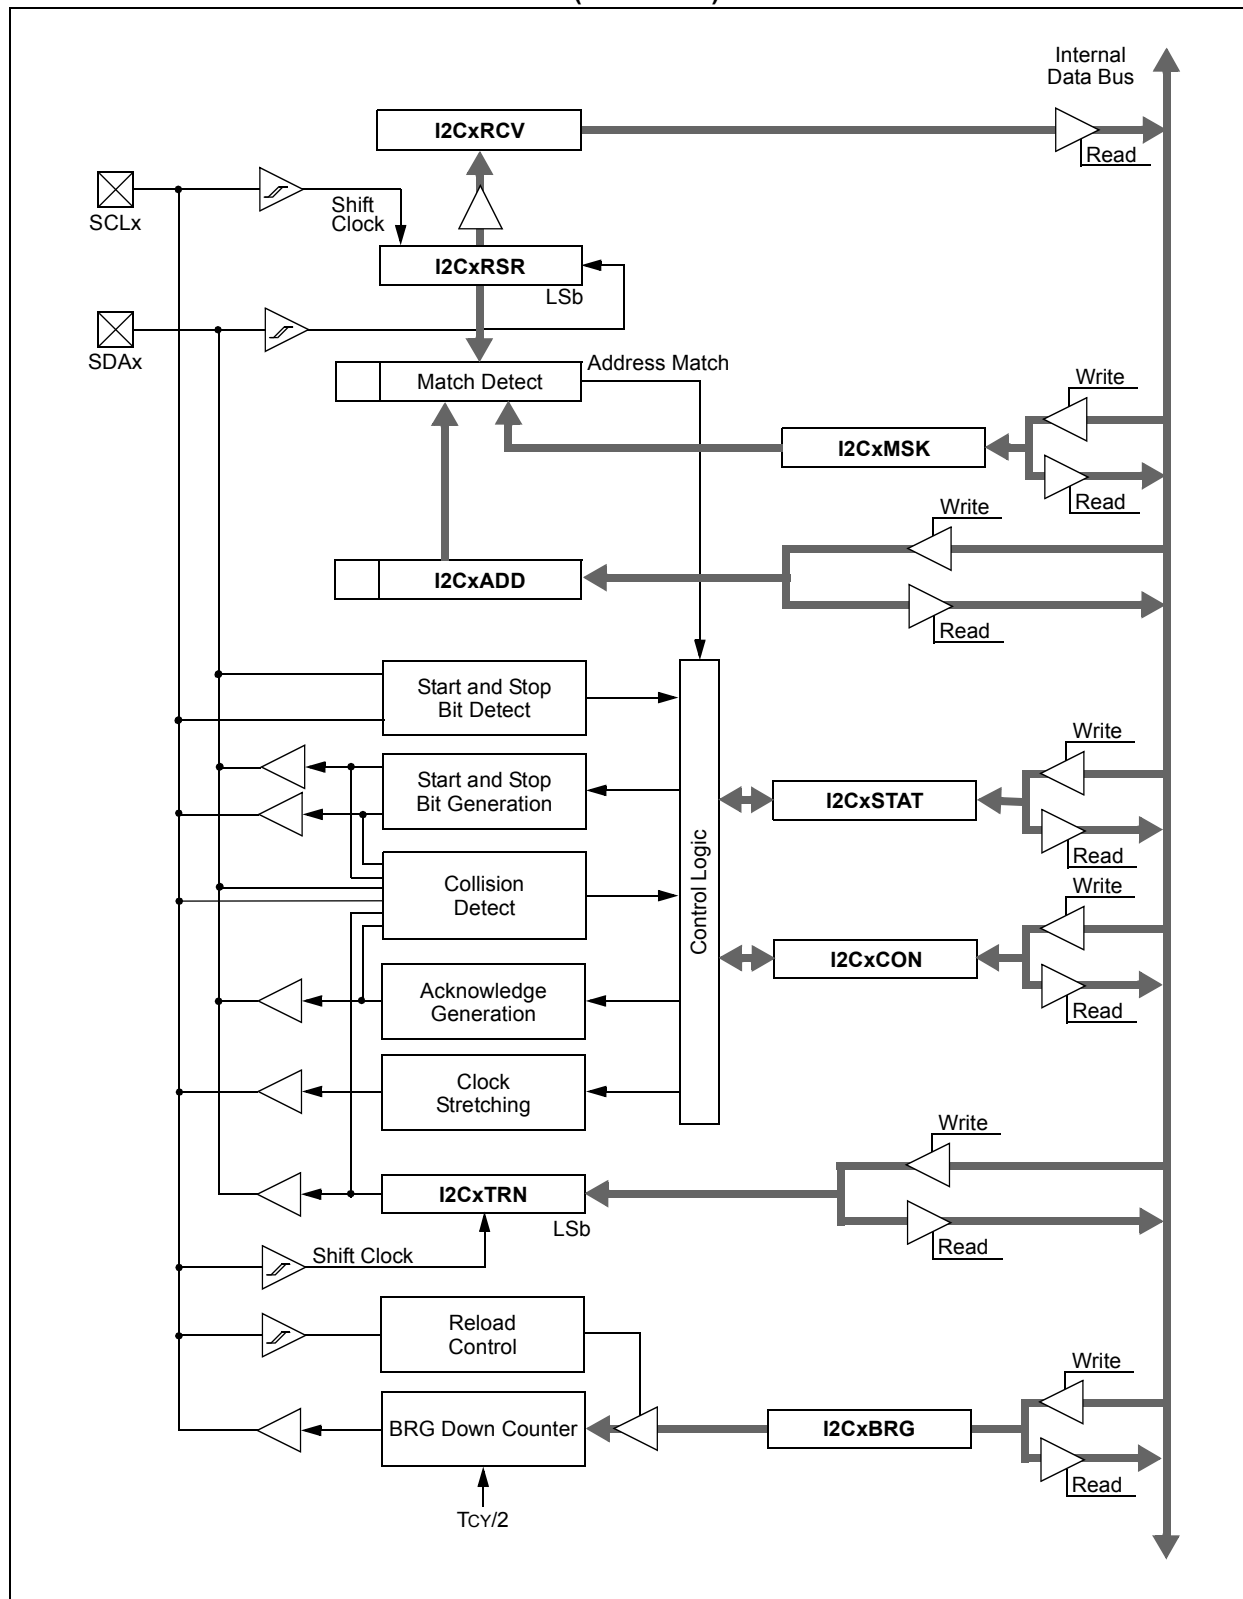 Internal
Data Bus
I2CxRCV
Read
SCLx
Shift
Clock
I2CxRSR
LSb
SDAx
Address Match
Match Detect
Write
I2CxMSK
Read
Write
I2CxADD
Read
Start and Stop
Bit Detect
Write
Start and Stop
Bit Generation
I2CxSTAT
Read
Control Logic
Collision
Detect
Write
I2CxCON
Acknowledge
Generation
Read
Clock
Stretching
Write
I2CxTRN
LSb
Read
Shift Clock
Reload
Control
Write
BRG Down Counter
I2CxBRG
Read
TCY/2